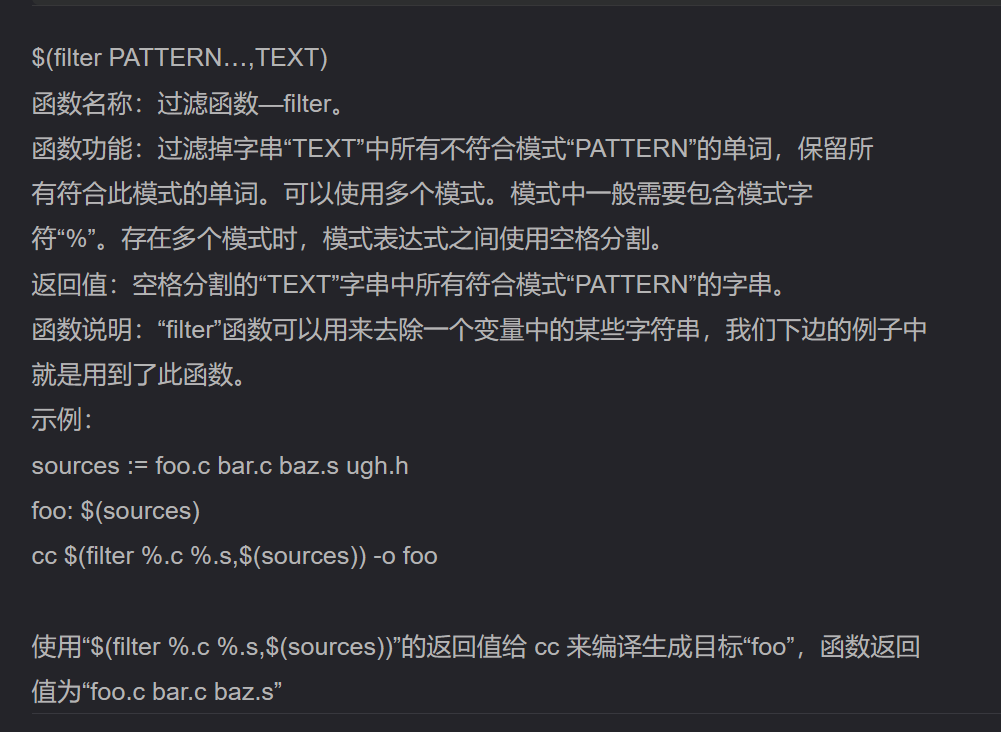 $(filter PATTERN…,TEXT)
函数名称：过滤函数—filter。
函数功能：过滤掉字串“TEXT”中所有不符合模式“PATTERN”的单词，保留所
有符合此模式的单词。可以使用多个模式。模式中一般需要包含模式字
符“%”。存在多个模式时，模式表达式之间使用空格分割。
返回值：空格分割的“TEXT”字串中所有符合模式“PATTERN”的字串。
函数说明：“filter”函数可以用来去除一个变量中的某些字符串，我们下边的例子中
就是用到了此函数。
示例：
sources := foo.c bar.c baz.s ugh.h
foo: $(sources)
cc $(filter %.c %.s,$(sources)) -o foo
使用“$(filter %.c %.s,$(sources))”的返回值给 cc 来编译生成目标“foo”，函数返回
值为“foo.c bar.c baz.s”